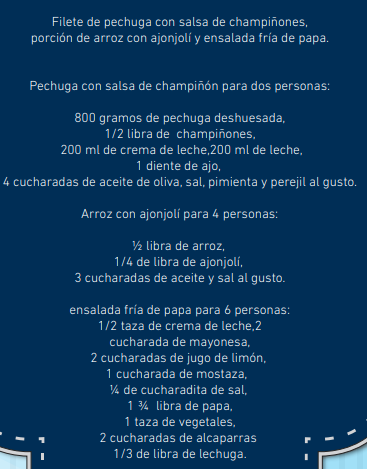 Filete de pechuga con salsa de champiñones,
porción de arroz con ajonjolí y ensalada fría de papa.
Pechuga con salsa de champiñón para dos personas:
800 gramos de pechuga deshuesada,
1/2 libra de champiñones,
200 ml de crema de leche,200 ml de leche,
1 diente de ajo,
4 cucharadas de aceite de oliva, sal, pimienta y perejil al gusto.
Arroz con ajonjolí para 4 personas:
½ libra de arroz,
1/4 de libra de ajonjolí,
3 cucharadas de aceite y sal al gusto.
ensalada fría de papa para 6 personas:
1/2 taza de crema de leche,2
cucharada de mayonesa,
2 cucharadas de jugo de limón,
1 cucharada de mostaza,
¼ de cucharadita de sal,
1 ¾ libra de papa,
1 taza de vegetales,
2 cucharadas de alcaparras
1/3 de libra de lechuga.